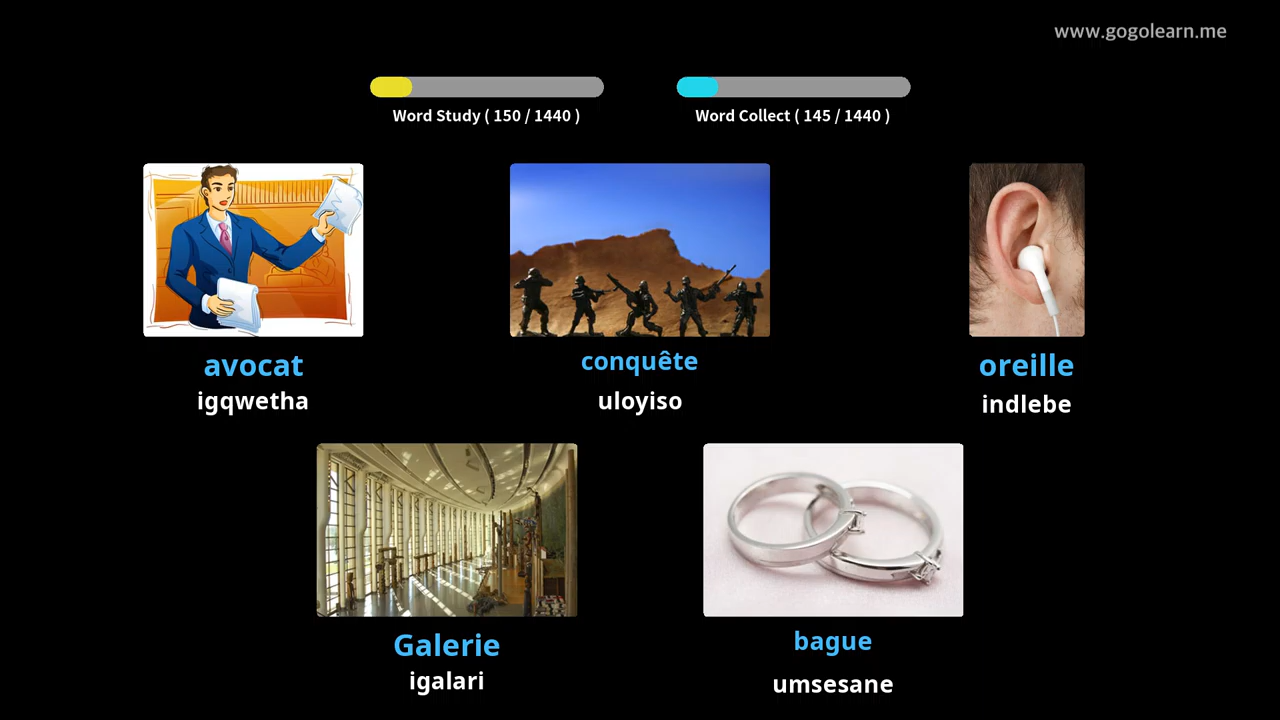 www.gogolearn.me
Word Study ( 150 / 1440 )
Word Collect ( 145 / 1440 )
avocat
igqwetha
conquête
uloyiso
oreille
indlebe
Galerie
igalari
bague
umsesane